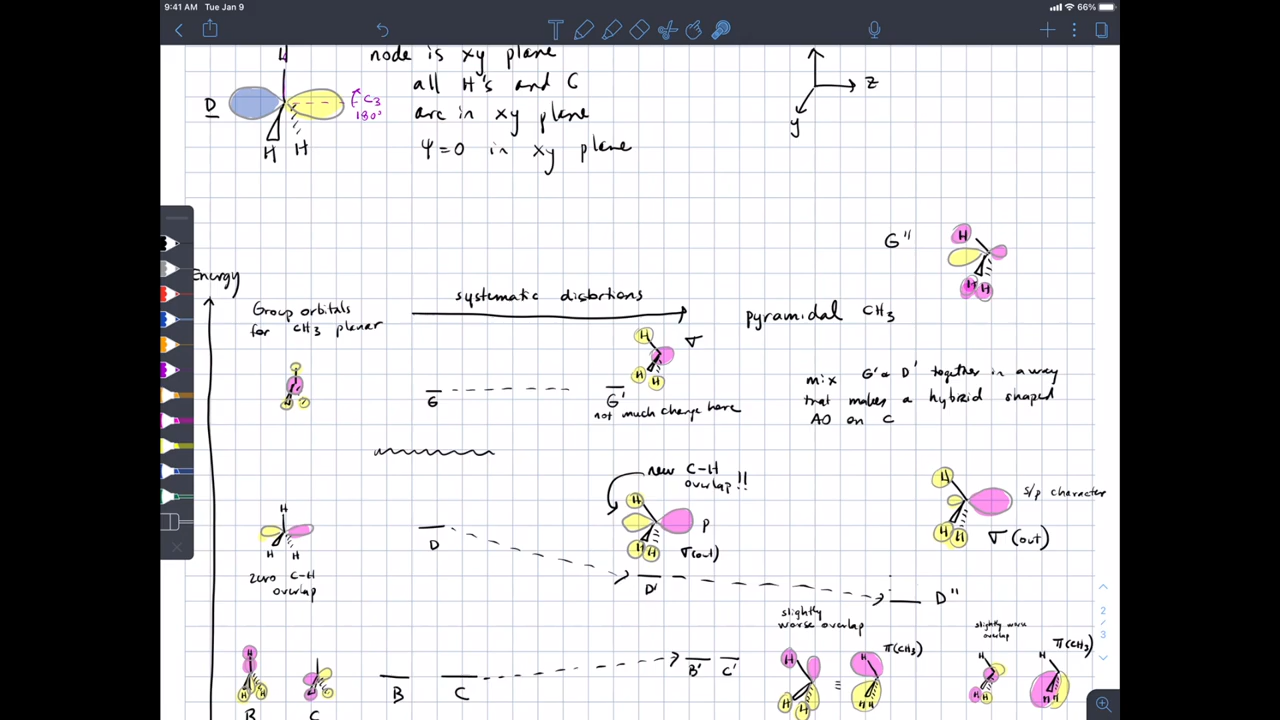 9:41 AM Tue Jan 9
66%
H
node is xy plane
all H's and C
are in xy plane
Ψ=0 in xy plane
D
C3
180°
H H
z
y
G"
H
H H
Energy
Group orbitals
for CH3 planar
systematic distortions
pyramidal CH3
H
σ
H H
G
G'
not much change here
mix G' & D' together in a way
that makes a hybrid shaped
AO on C
new C-H
overlap!!
H
H
H H
zero C-H
overlap
D
H
p
H H
σ(out)
D'
H
s/p character
H H
σ(out)
D"
slightly
worse overlap
slightly worse
overlap
H
H H
B
C
B
C
B'
C'
H
H H
≡
H
H H
π(CH3)
H
H H
H
H H
π(CH3)
2
/
3